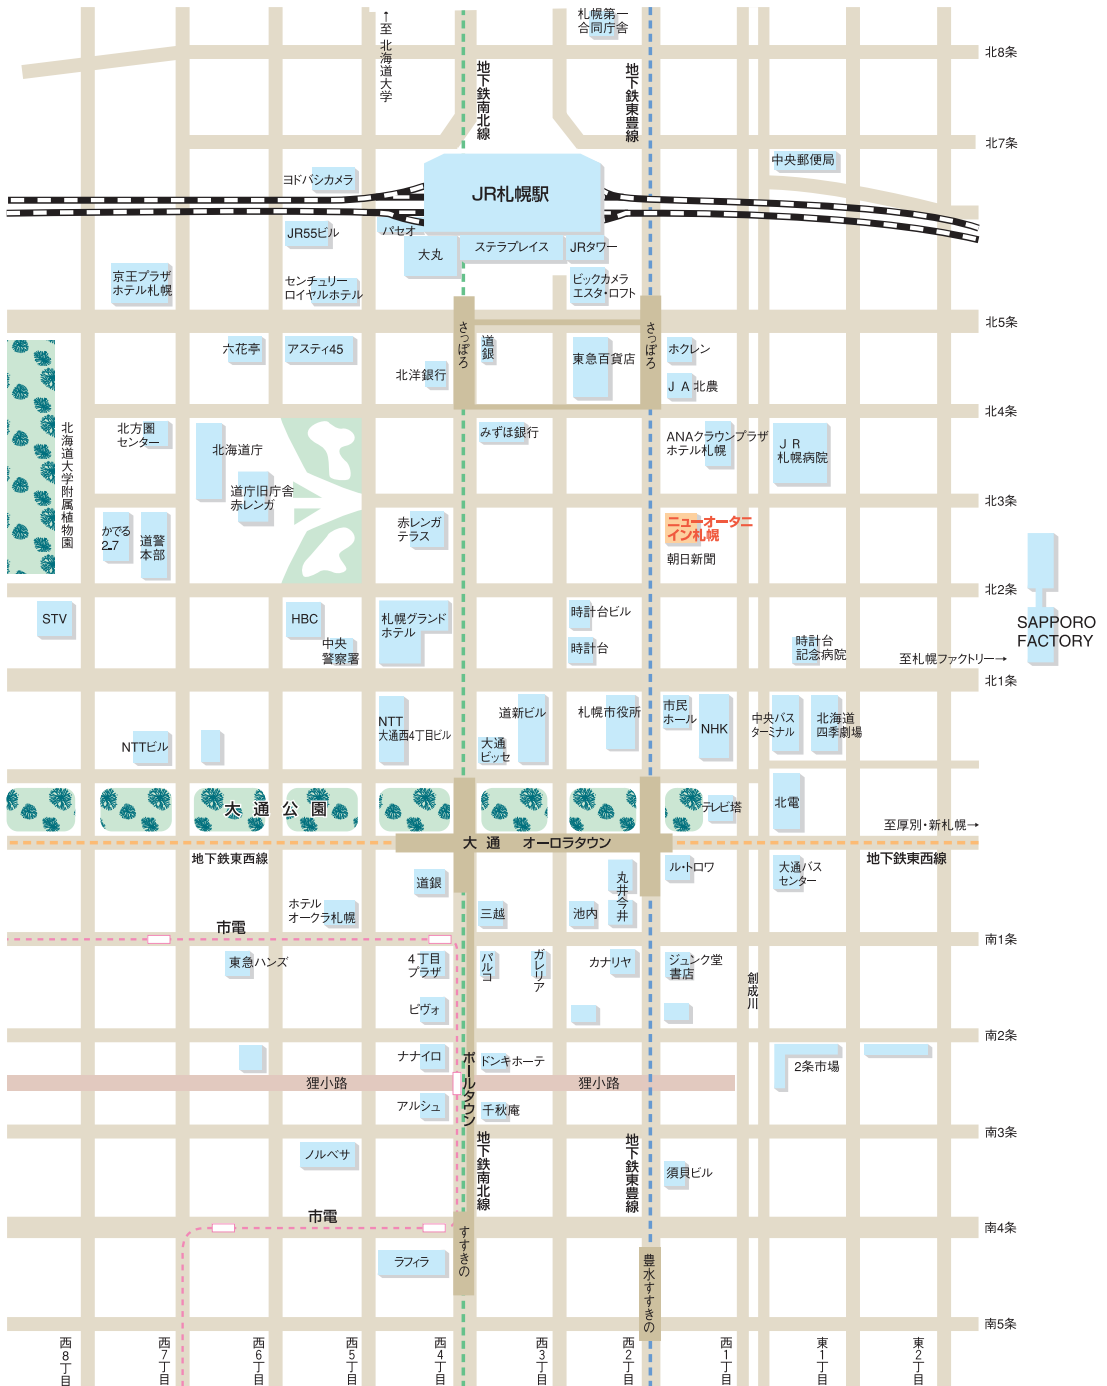 札幌第一
合同庁舎
↑至 北海道大学
北8条
地下鉄南北線
地下鉄東豊線
北7条
中央郵便局
ヨドバシカメラ
JR札幌駅
JR55ビル
パセオ
大丸
ステラプレイス
JRタワー
京王プラザ
ホテル札幌
センチュリー
ロイヤルホテル
ビックカメラ
エスタ・ロフト
北5条
さっぽろ
さっぽろ
六花亭
アスティ45
北洋銀行
道銀
東急百貨店
ホクレン
ＪＡ北農
北4条
北海道大学附属植物園
北方圏
センター
北海道庁
みずほ銀行
ANAクラウンプラザ
ホテル札幌
ＪＲ
札幌病院
道庁旧庁舎
赤レンガ
北3条
かでる
2.7
道警
本部
赤レンガ
テラス
ニューオータニ
イン札幌
朝日新聞
北2条
STV
HBC
中央
警察署
札幌グランド
ホテル
時計台ビル
時計台
時計台
記念病院
SAPPORO
FACTORY
至札幌ファクトリー→
北1条
NTT
大通西4丁目ビル
道新ビル
札幌市役所
市民
ホール
NHK
中央バス
ターミナル
北海道
四季劇場
NTTビル
大通
ビッセ
大通公園
テレビ塔
北電
至厚別・新札幌→
大通
オーロラタウン
地下鉄東西線
地下鉄東西線
道銀
丸井今井
ル・トロワ
大通バス
センター
ホテル
オークラ札幌
三越
池内
市電
南1条
東急ハンズ
4丁目
プラザ
パルコ
ガレリア
カナリヤ
ジュンク堂
書店
創成川
ピヴォ
南2条
ナナイロ
ポールタウン
ドンキホーテ
2条市場
狸小路
狸小路
アルシュ
千秋庵
南3条
ノルベサ
地下鉄南北線
地下鉄東豊線
須貝ビル
市電
南4条
すすきの
ラフィラ
豊水すすきの
南5条
西8丁目
西7丁目
西6丁目
西5丁目
西4丁目
西3丁目
西2丁目
西1丁目
東1丁目
東2丁目